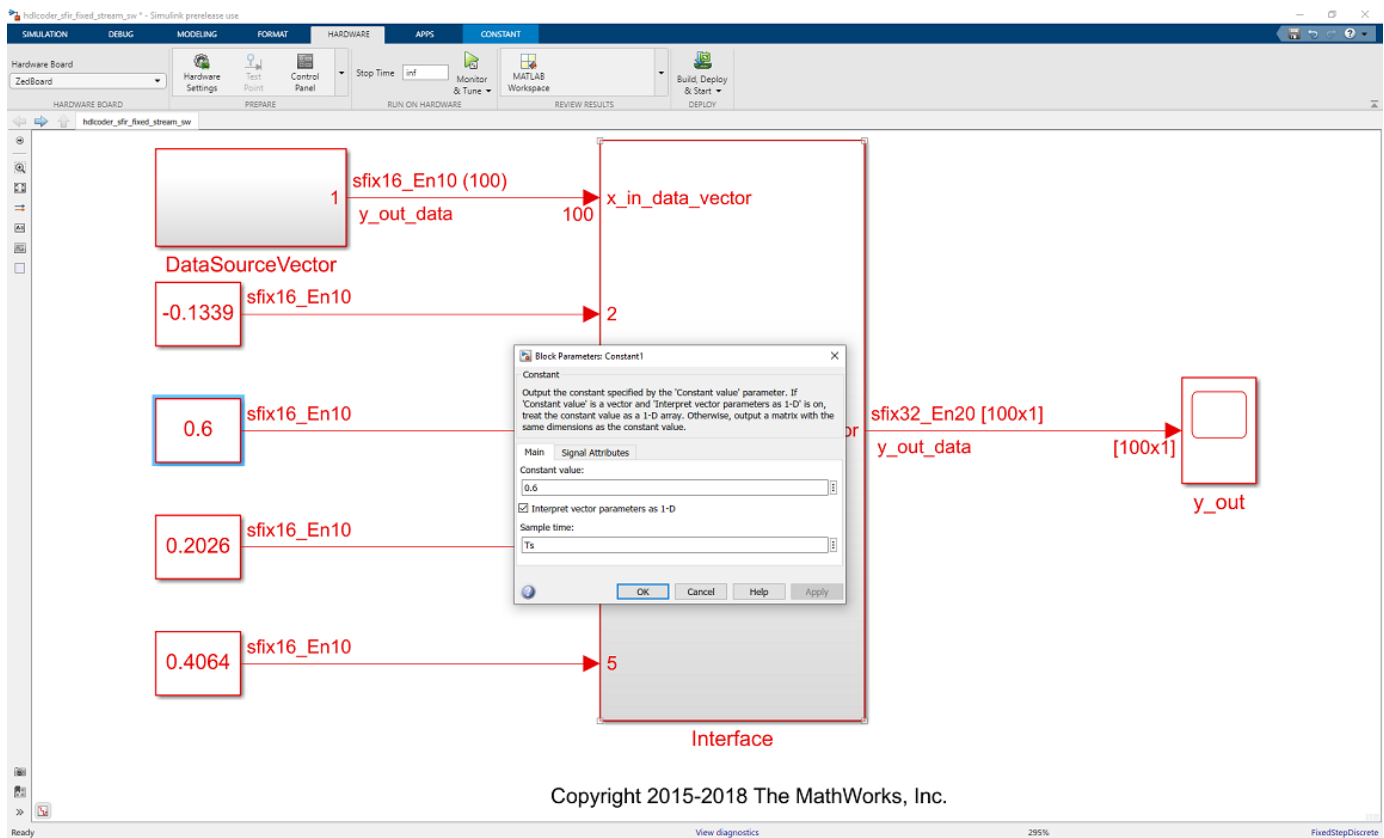 hdlcoder_sfir_fixed_stream_sw * - Simulink prerelease use
SIMULATION DEBUG MODELING FORMAT HARDWARE APPS CONSTANT
Hardware Board
ZedBoard
Hardware
Settings
Test
Point
Control
Panel
Stop Time inf
Monitor
& Tune
MATLAB
Workspace
Build, Deploy
& Start
HARDWARE BOARD PREPARE RUN ON HARDWARE REVIEW RESULTS DEPLOY
hdlcoder_sfir_fixed_stream_sw
1
sfix16_En10 (100)
y_out_data
100
x_in_data_vector
DataSourceVector
-0.1339
sfix16_En10
2
0.6
sfix16_En10
Block Parameters: Constant1
Constant
Output the constant specified by the 'Constant value' parameter. If
'Constant value' is a vector and 'Interpret vector parameters as 1-D' is on,
treat the constant value as a 1-D array. Otherwise, output a matrix with the
same dimensions as the constant value.
Main Signal Attributes
Constant value:
0.6
Interpret vector parameters as 1-D
Sample time:
Ts
OK Cancel Help Apply
or
sfix32_En20 [100x1]
y_out_data
[100x1]
y_out
0.2026
sfix16_En10
0.4064
sfix16_En10
5
Interface
Copyright 2015-2018 The MathWorks, Inc.
Ready View diagnostics 295% FixedStepDiscrete